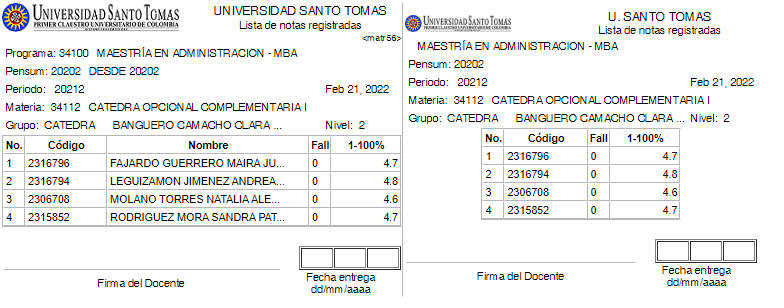 UNIVERSIDAD SANTO TOMAS
PRIMER CLAUSTRO UNIVERSITARIO DE COLOMBIA
UNIVERSIDAD SANTO TOMAS
Lista de notas registradas
<matr56>
Programa: 34100 MAESTRÍA EN ADMINISTRACION - MBA
Pensum: 20202 DESDE 20202
Periodo: 20212 Feb 21, 2022
Materia: 34112 CATEDRA OPCIONAL COMPLEMENTARIA I
Grupo: CATEDRA BANGUERO CAMACHO CLARA ... Nivel: 2
No. Código Nombre Fall 1-100%
1 2316796 FAJARDO GUERRERO MAIRA JU... 0 4.7
2 2316794 LEGUIZAMON JIMENEZ ANDREA... 0 4.8
3 2306708 MOLANO TORRES NATALIA ALE... 0 4.6
4 2315852 RODRIGUEZ MORA SANDRA PAT... 0 4.7
Firma del Docente
Fecha entrega
dd/mm/aaaa
UNIVERSIDAD SANTO TOMAS
PRIMER CLAUSTRO UNIVERSITARIO DE COLOMBIA
U. SANTO TOMAS
Lista de notas registradas
MAESTRÍA EN ADMINISTRACION - MBA
Pensum: 20202
Periodo: 20212 Feb 21, 2022
Materia: 34112 CATEDRA OPCIONAL COMPLEMENTARIA I
Grupo: CATEDRA BANGUERO CAMACHO CLARA ... Nivel: 2
No. Código Fall 1-100%
1 2316796 0 4.7
2 2316794 0 4.8
3 2306708 0 4.6
4 2315852 0 4.7
Firma del Docente
Fecha entrega
dd/mm/aaaa